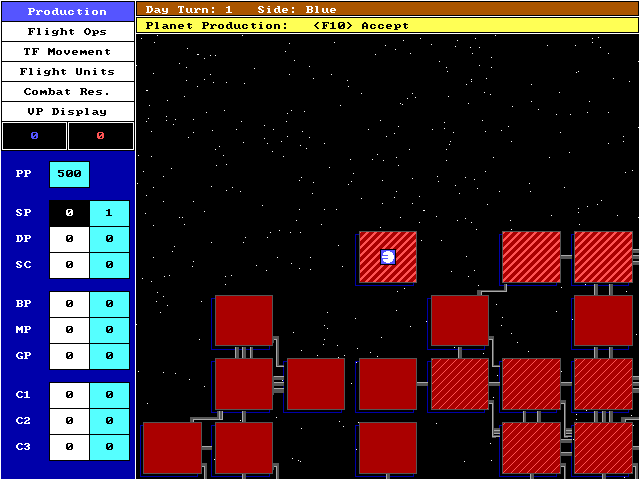 Production
Day Turn: 1 Side: Blue
Planet Production: <F10> Accept
Flight Ops
TF Movement
Flight Units
Combat Res.
VP Display
0 0
PP 500
SP 0 1
DP 0 0
SC 0 0
BP 0 0
MP 0 0
GP 0 0
C1 0 0
C2 0 0
C3 0 0